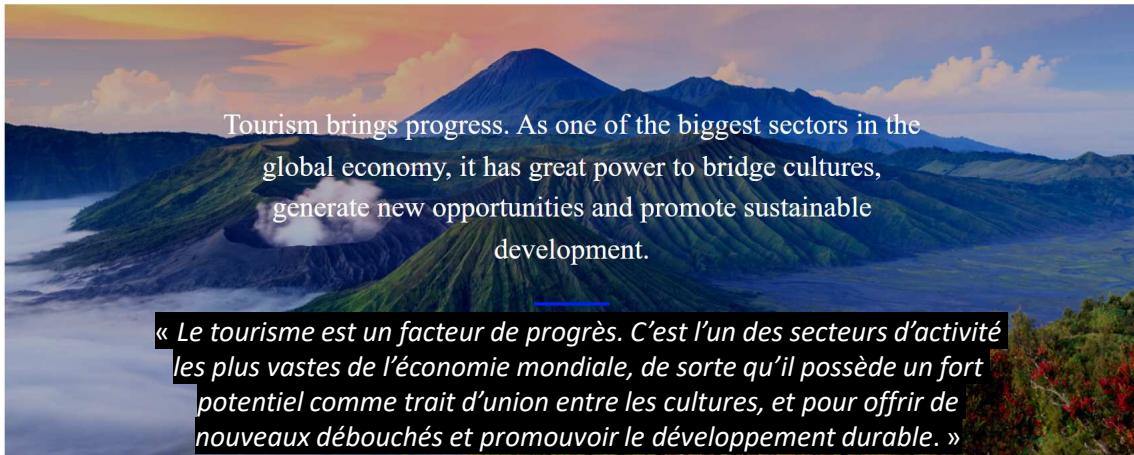 Tourism brings progress. As one of the biggest sectors in the
global economy, it has great power to bridge cultures,
generate new opportunities and promote sustainable
development.
« Le tourisme est un facteur de progrès. C’est l’un des secteurs d’activité
les plus vastes de l’économie mondiale, de sorte qu’il possède un fort
potentiel comme trait d’union entre les cultures, et pour offrir de
nouveaux débouchés et promouvoir le développement durable. »